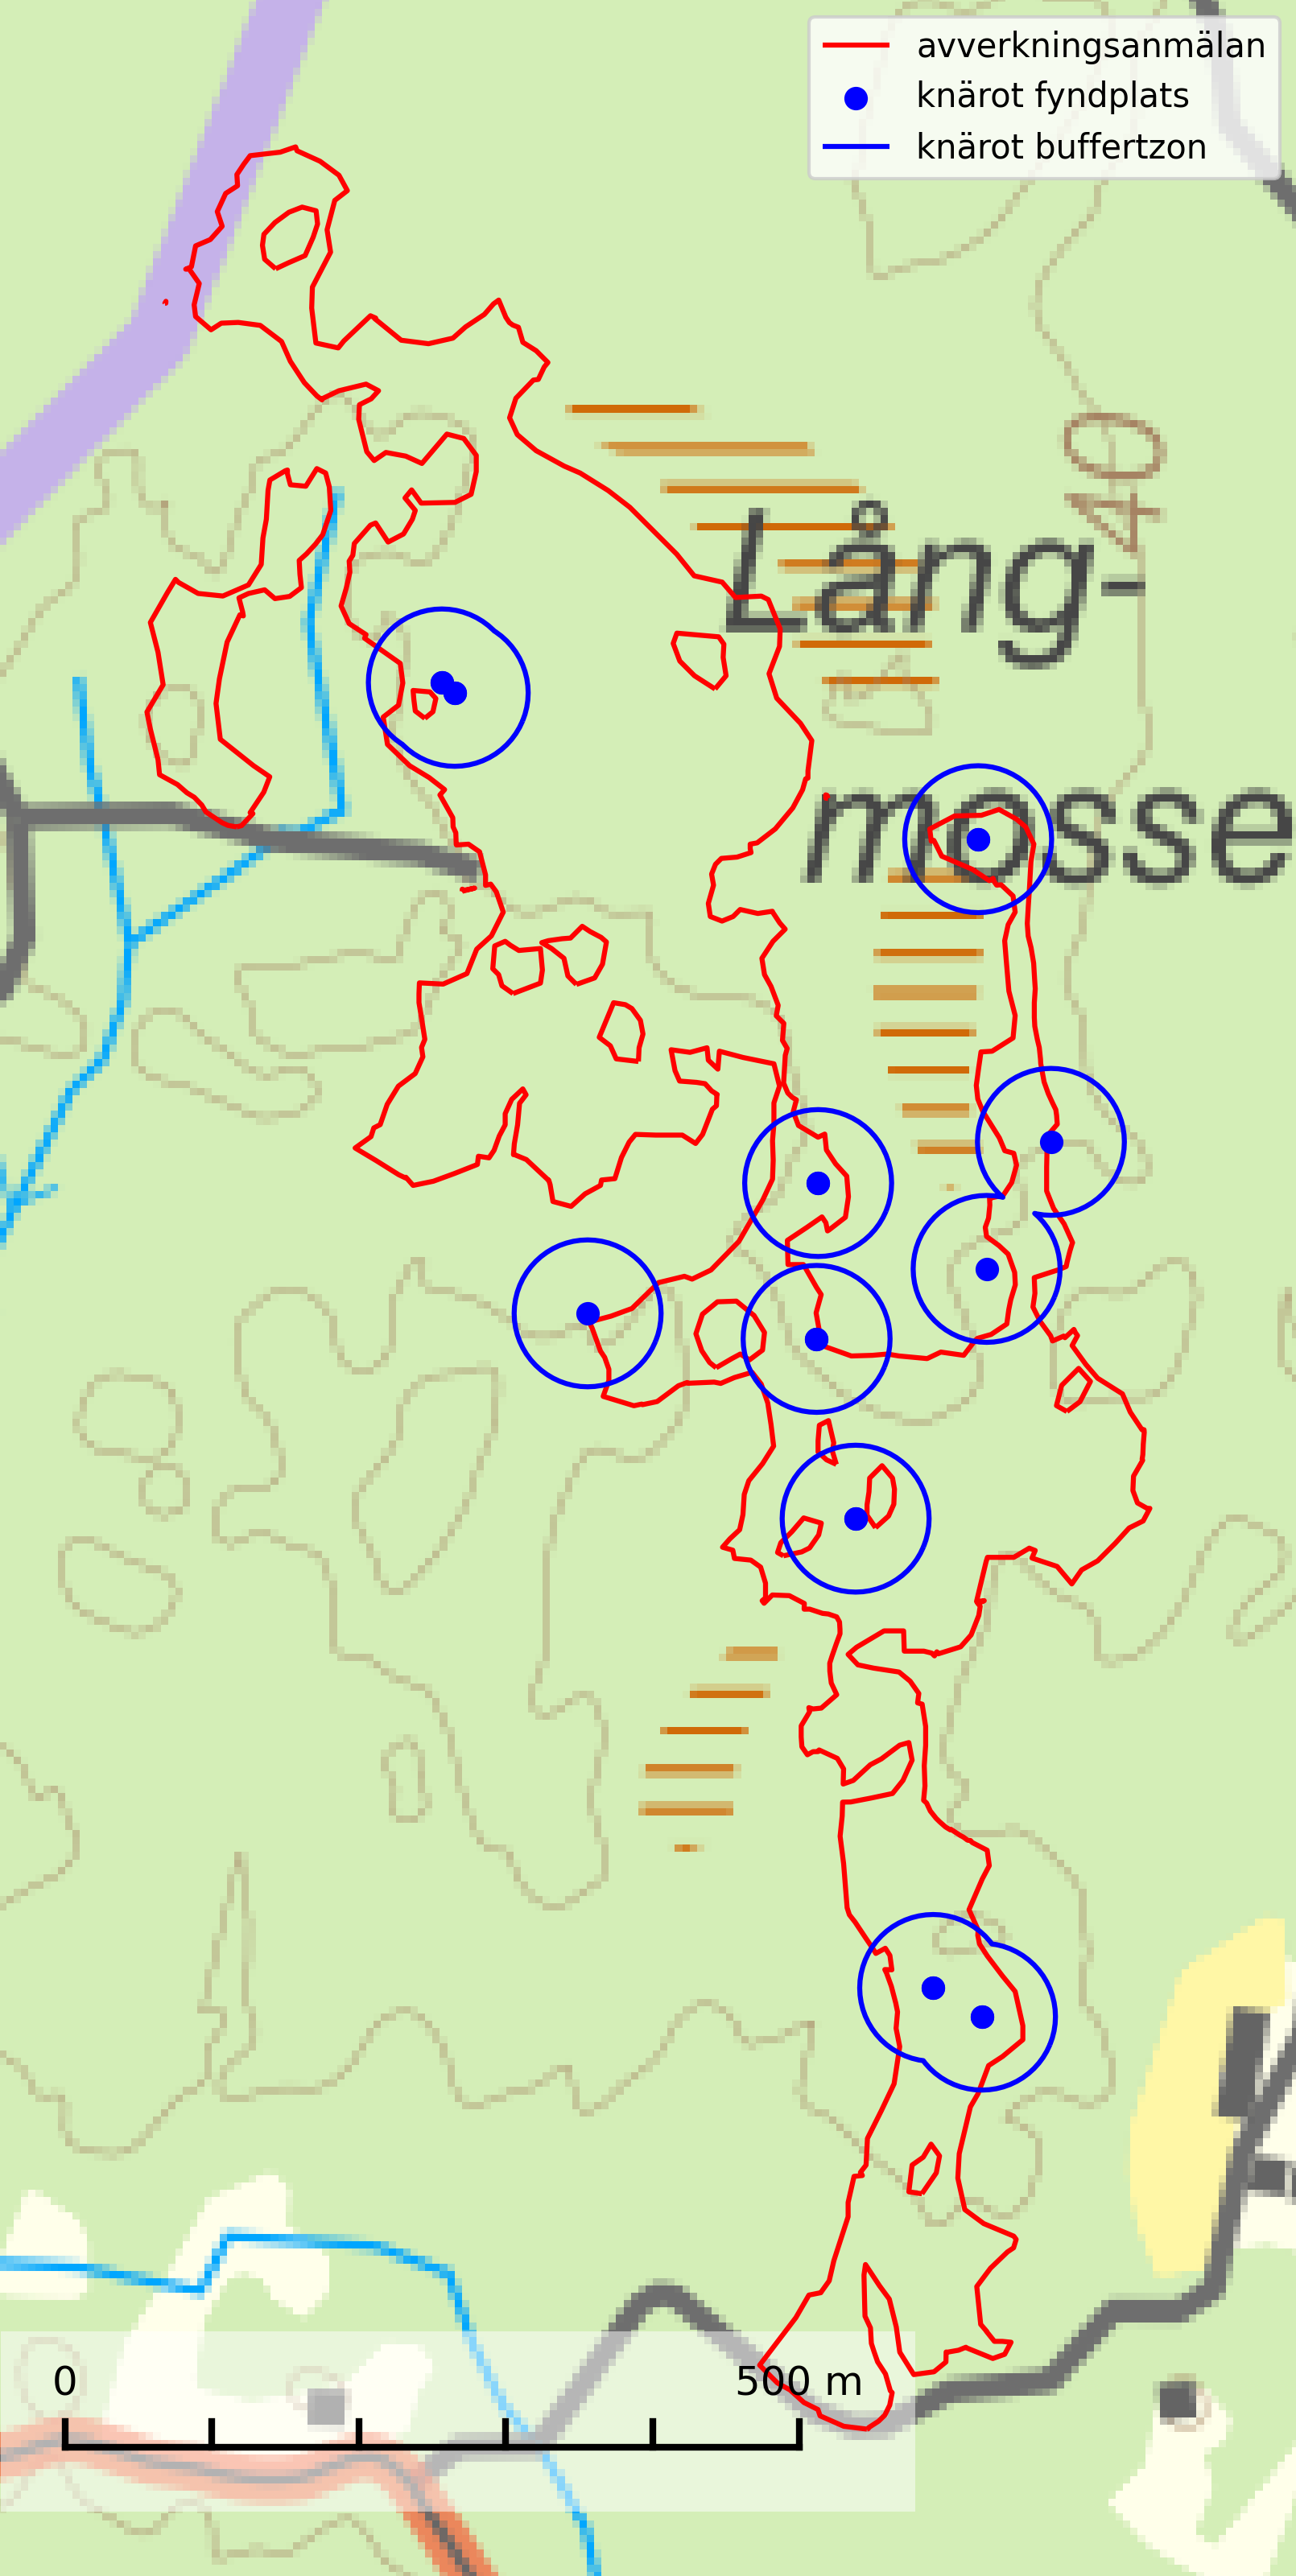 avverkningsanmälan
knärot fyndplats
knärot buffertzon
40
Lång-
mosse
0
500 m